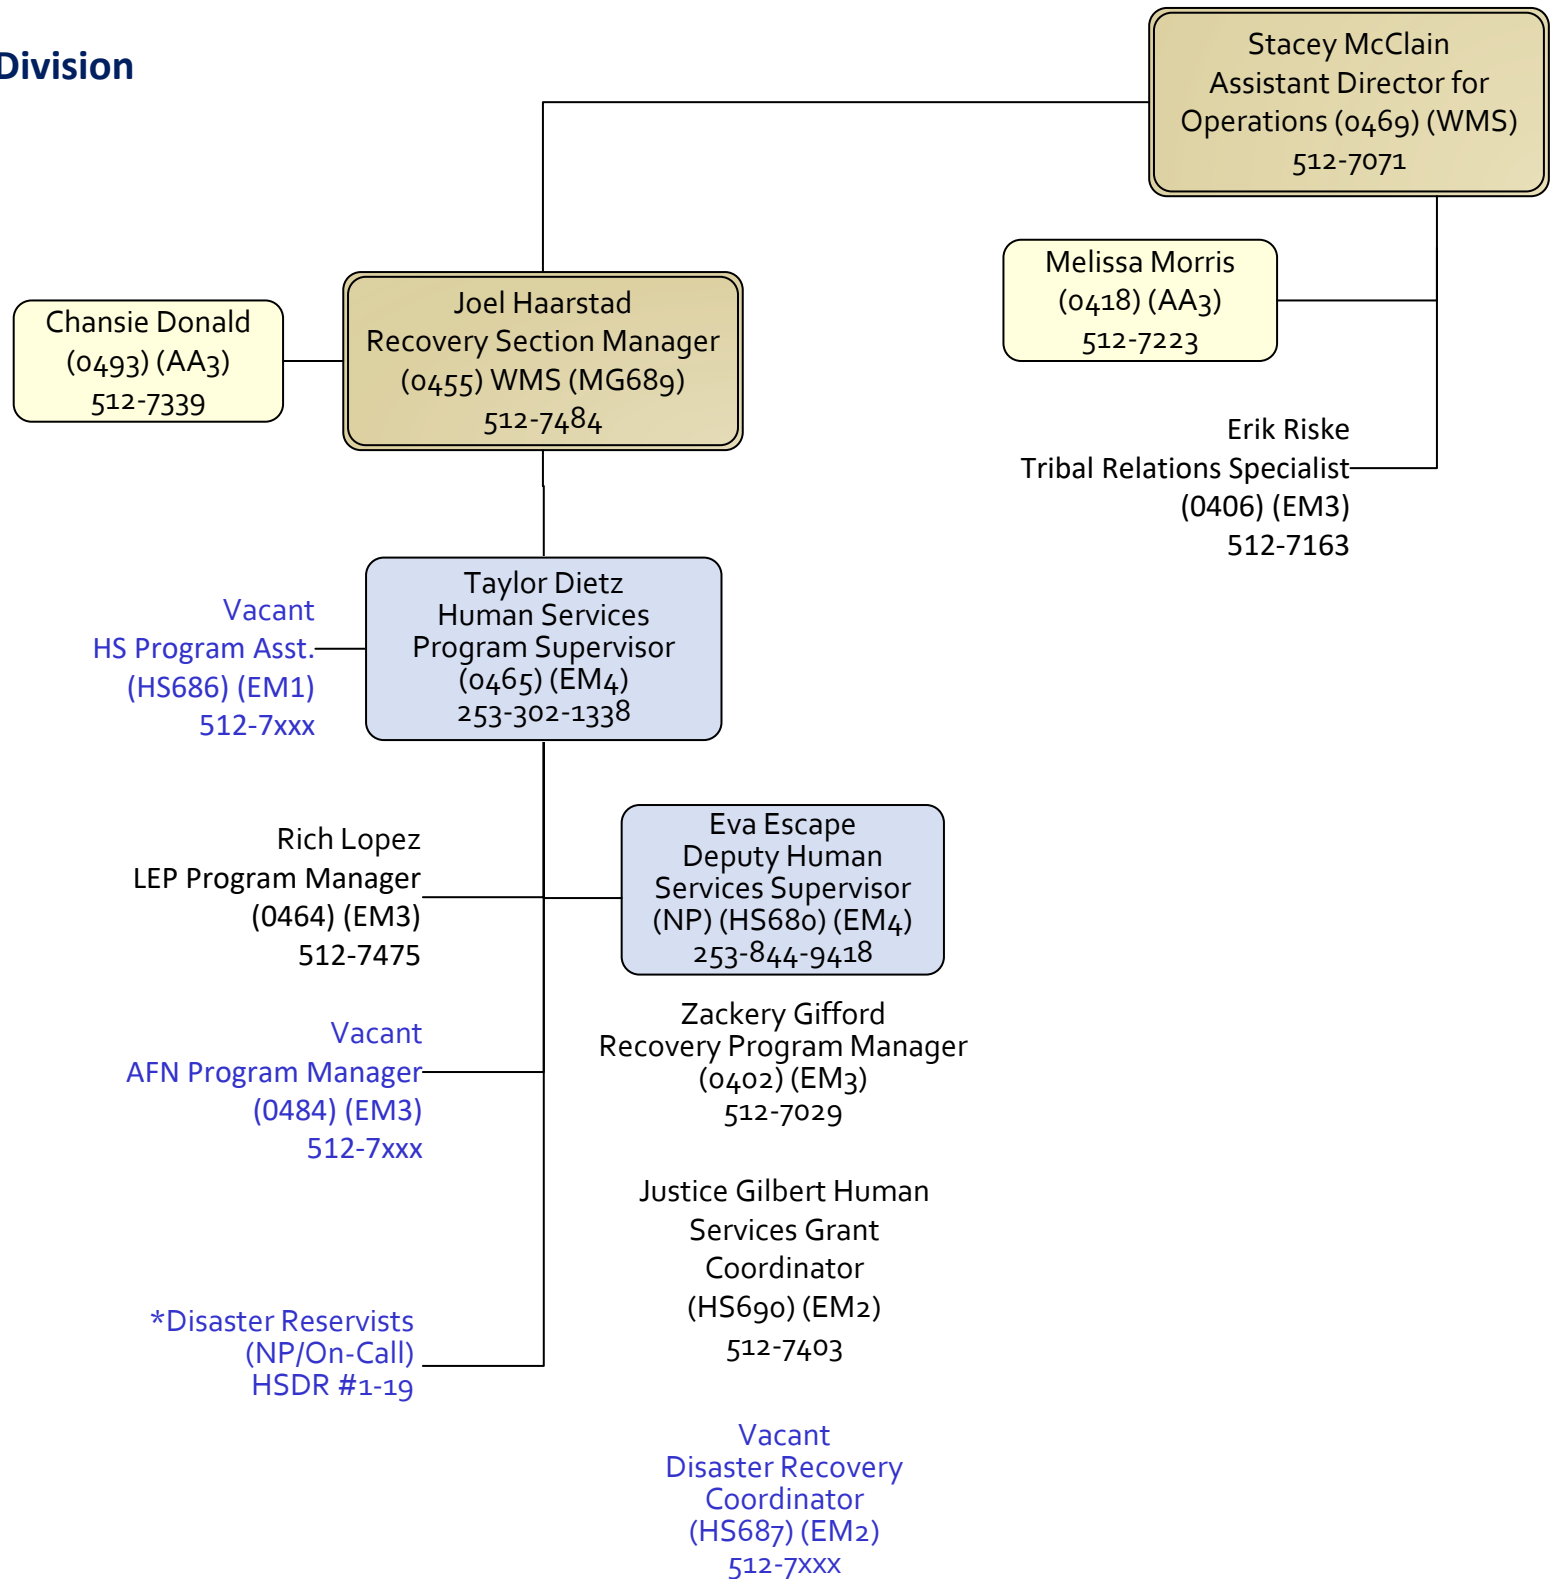 Division
Stacey McClain
Assistant Director for
Operations (0469) (WMS)
512-7071
Melissa Morris
(0418) (AA3)
512-7223
Erik Riske
Tribal Relations Specialist
(0406) (EM3)
512-7163
Chansie Donald
(0493) (AA3)
512-7339
Joel Haarstad
Recovery Section Manager
(0455) WMS (MG689)
512-7484
Vacant
HS Program Asst.
(HS686) (EM1)
512-7xxx
Taylor Dietz
Human Services
Program Supervisor
(0465) (EM4)
253-302-1338
Rich Lopez
LEP Program Manager
(0464) (EM3)
512-7475
Eva Escape
Deputy Human
Services Supervisor
(NP) (HS680) (EM4)
253-844-9418
Vacant
AFN Program Manager
(0484) (EM3)
512-7xxx
Zackery Gifford
Recovery Program Manager
(0402) (EM3)
512-7029
Justice Gilbert Human
Services Grant
Coordinator
(HS690) (EM2)
512-7403
*Disaster Reservists
(NP/On-Call)
HSDR #1-19
Vacant
Disaster Recovery
Coordinator
(HS687) (EM2)
512-7XXX